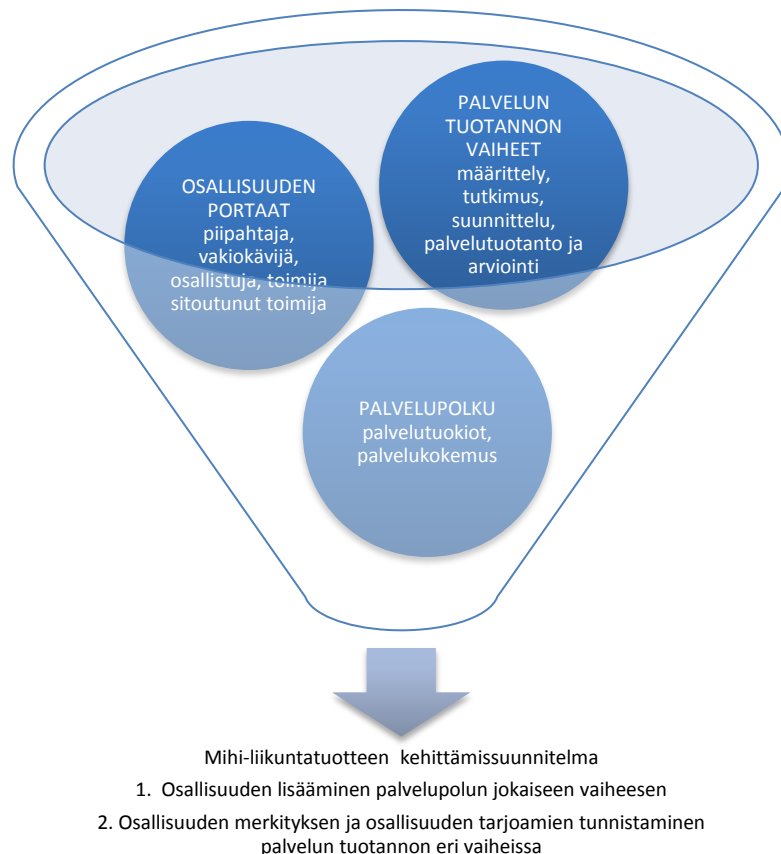 PALVELUN
TUOTANNON
VAIHEET
määrittely,
tutkimus,
suunnittelu,
palvelutuotanto ja
arviointi
OSALLISUUDEN
PORTAAT
piipahtaja,
vakiokävijä,
osallistuja, toimija
sitoutunut toimija
PALVELUPOLKU
palvelutuokiot,
palvelukokemus
Mihi-liikuntatuotteen kehittämissuunnitelma
1. Osallisuuden lisääminen palvelupolun jokaiseen vaiheesen
2. Osallisuuden merkityksen ja osallisuuden tarjoamien tunnistaminen
palvelun tuotannon eri vaiheissa